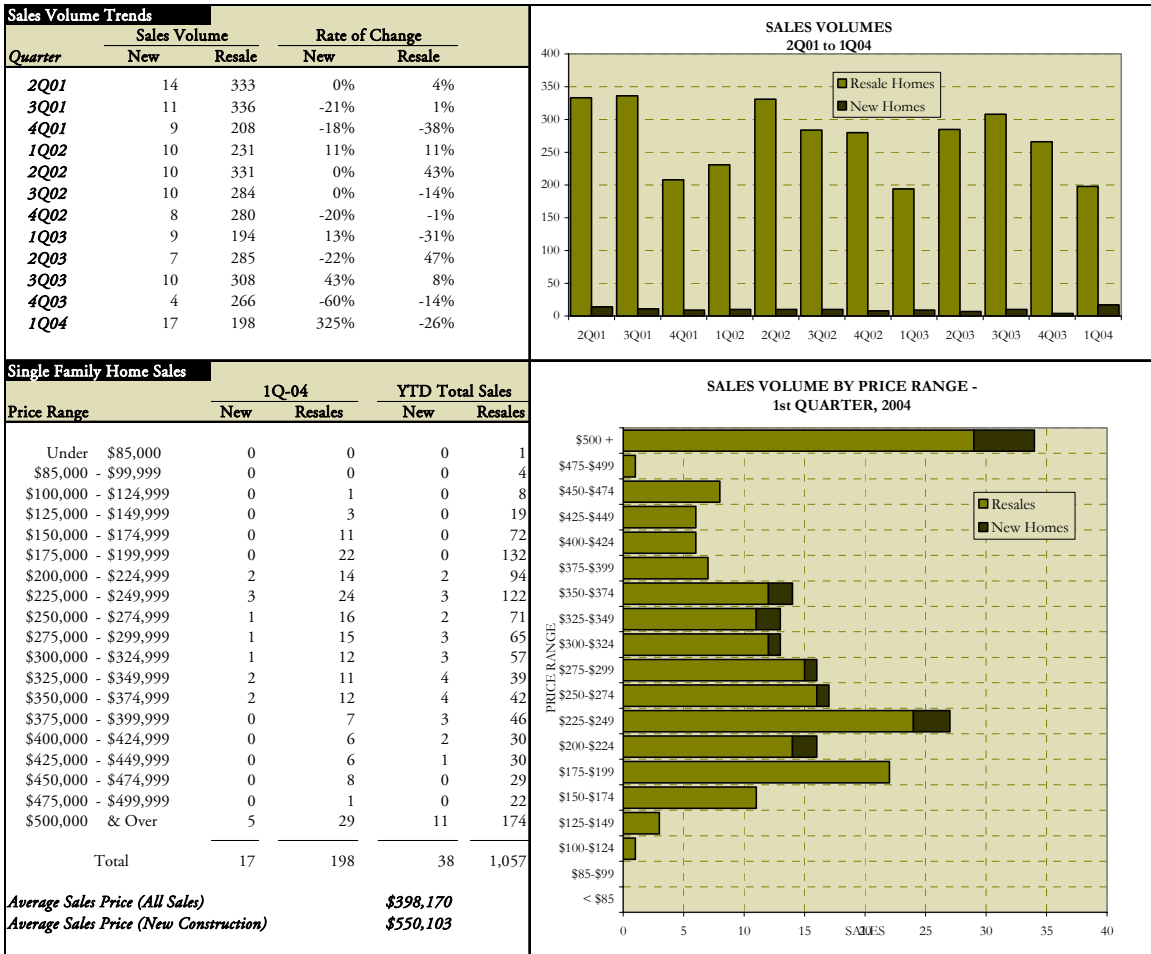 Sales Volume Trends
Sales Volume Rate of Change
Quarter New Resale New Resale
2Q01 14 333 0% 4%
3Q01 11 336 -21% 1%
4Q01 9 208 -18% -38%
1Q02 10 231 11% 11%
2Q02 10 331 0% 43%
3Q02 10 284 0% -14%
4Q02 8 280 -20% -1%
1Q03 9 194 13% -31%
2Q03 7 285 -22% 47%
3Q03 10 308 43% 8%
4Q03 4 266 -60% -14%
1Q04 17 198 325% -26%
SALES VOLUMES
2Q01 to 1Q04
400
350
300
250
200
150
100
50
0
Resale Homes
New Homes
2Q01 3Q01 4Q01 1Q02 2Q02 3Q02 4Q02 1Q03 2Q03 3Q03 4Q03 1Q04
Single Family Home Sales
1Q-04 YTD Total Sales
Price Range New Resales New Resales
Under $85,000 0 0 0 1
$85,000 - $99,999 0 0 0 4
$100,000 - $124,999 0 1 0 8
$125,000 - $149,999 0 3 0 19
$150,000 - $174,999 0 11 0 72
$175,000 - $199,999 0 22 0 132
$200,000 - $224,999 2 14 2 94
$225,000 - $249,999 3 24 3 122
$250,000 - $274,999 1 16 2 71
$275,000 - $299,999 1 15 3 65
$300,000 - $324,999 1 12 3 57
$325,000 - $349,999 2 11 4 39
$350,000 - $374,999 2 12 4 42
$375,000 - $399,999 0 7 3 46
$400,000 - $424,999 0 6 2 30
$425,000 - $449,999 0 6 1 30
$450,000 - $474,999 0 8 0 29
$475,000 - $499,999 0 1 0 22
$500,000 & Over 5 29 11 174
Total 17 198 38 1,057
Average Sales Price (All Sales) $398,170
Average Sales Price (New Construction) $550,103
SALES VOLUME BY PRICE RANGE -
1st QUARTER, 2004
PRICE RANGE
$500 +
$475-$499
$450-$474
$425-$449
$400-$424
$375-$399
$350-$374
$325-$349
$300-$324
$275-$299
$250-$274
$225-$249
$200-$224
$175-$199
$150-$174
$125-$149
$100-$124
$85-$99
< $85
Resales
New Homes
0 5 10 15 20 25 30 35 40
SALES